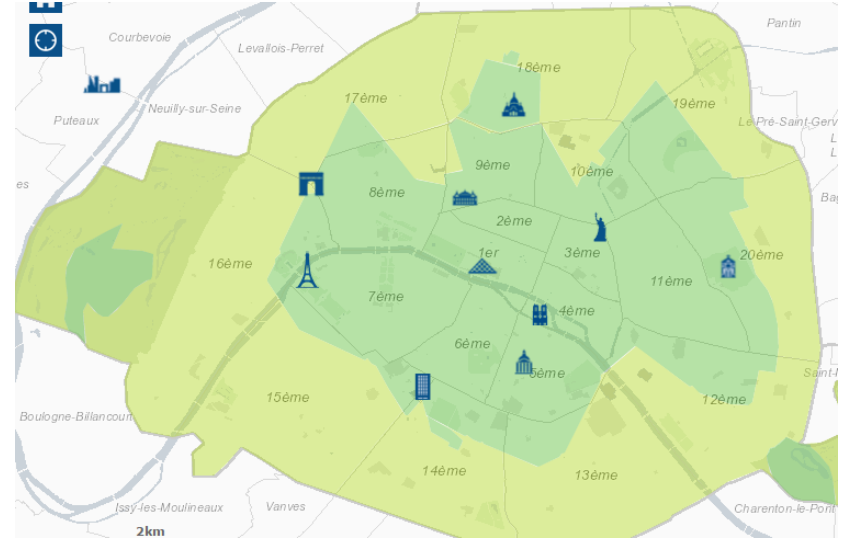 Pantin
Courbevoie
Levallois-Perret
18ème
17ème
19ème
Neuilly-sur-Seine
Puteaux
Le Pré-Saint-Gerv
9ème
10ème
8ème
2ème
1er
3ème
16ème
20ème
11ème
7ème
4ème
6ème
5ème
Saint-
15ème
12ème
Boulogne-Billancourt
14ème
13ème
Issy-les-Moulineaux
Vanves
Charenton-le-Pont
2km